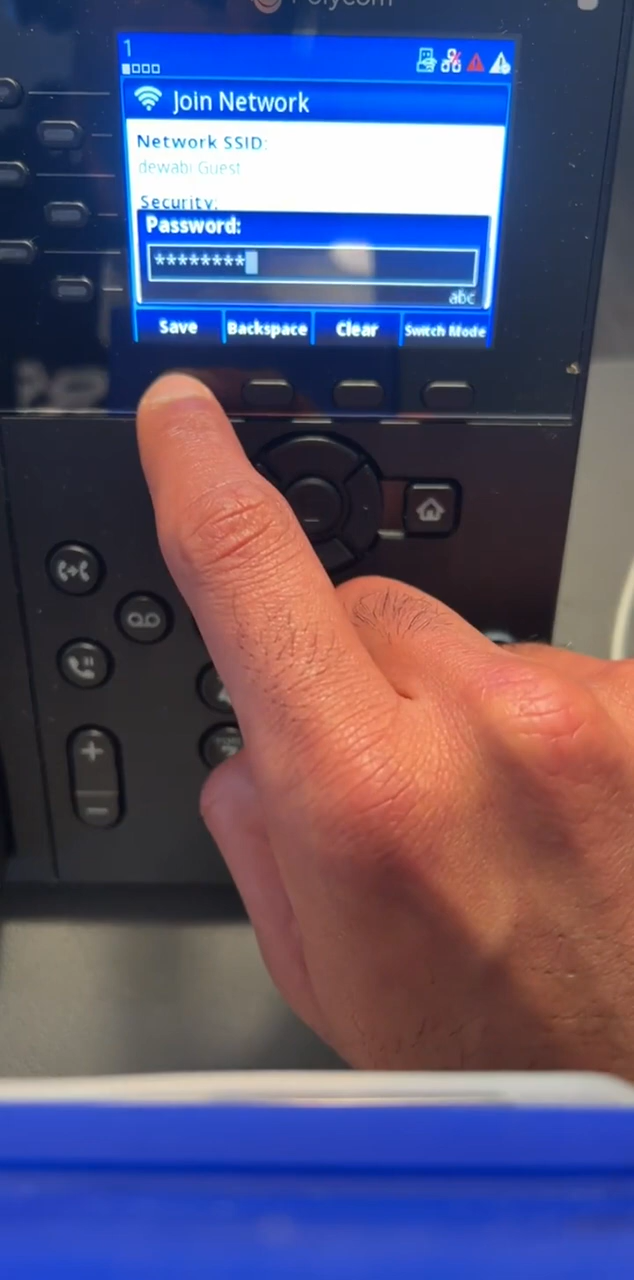 Polycom
1
Join Network
Network SSID:
dewabi Guest
Security:
Password:
********
abc
Save Backspace Clear Switch Mode